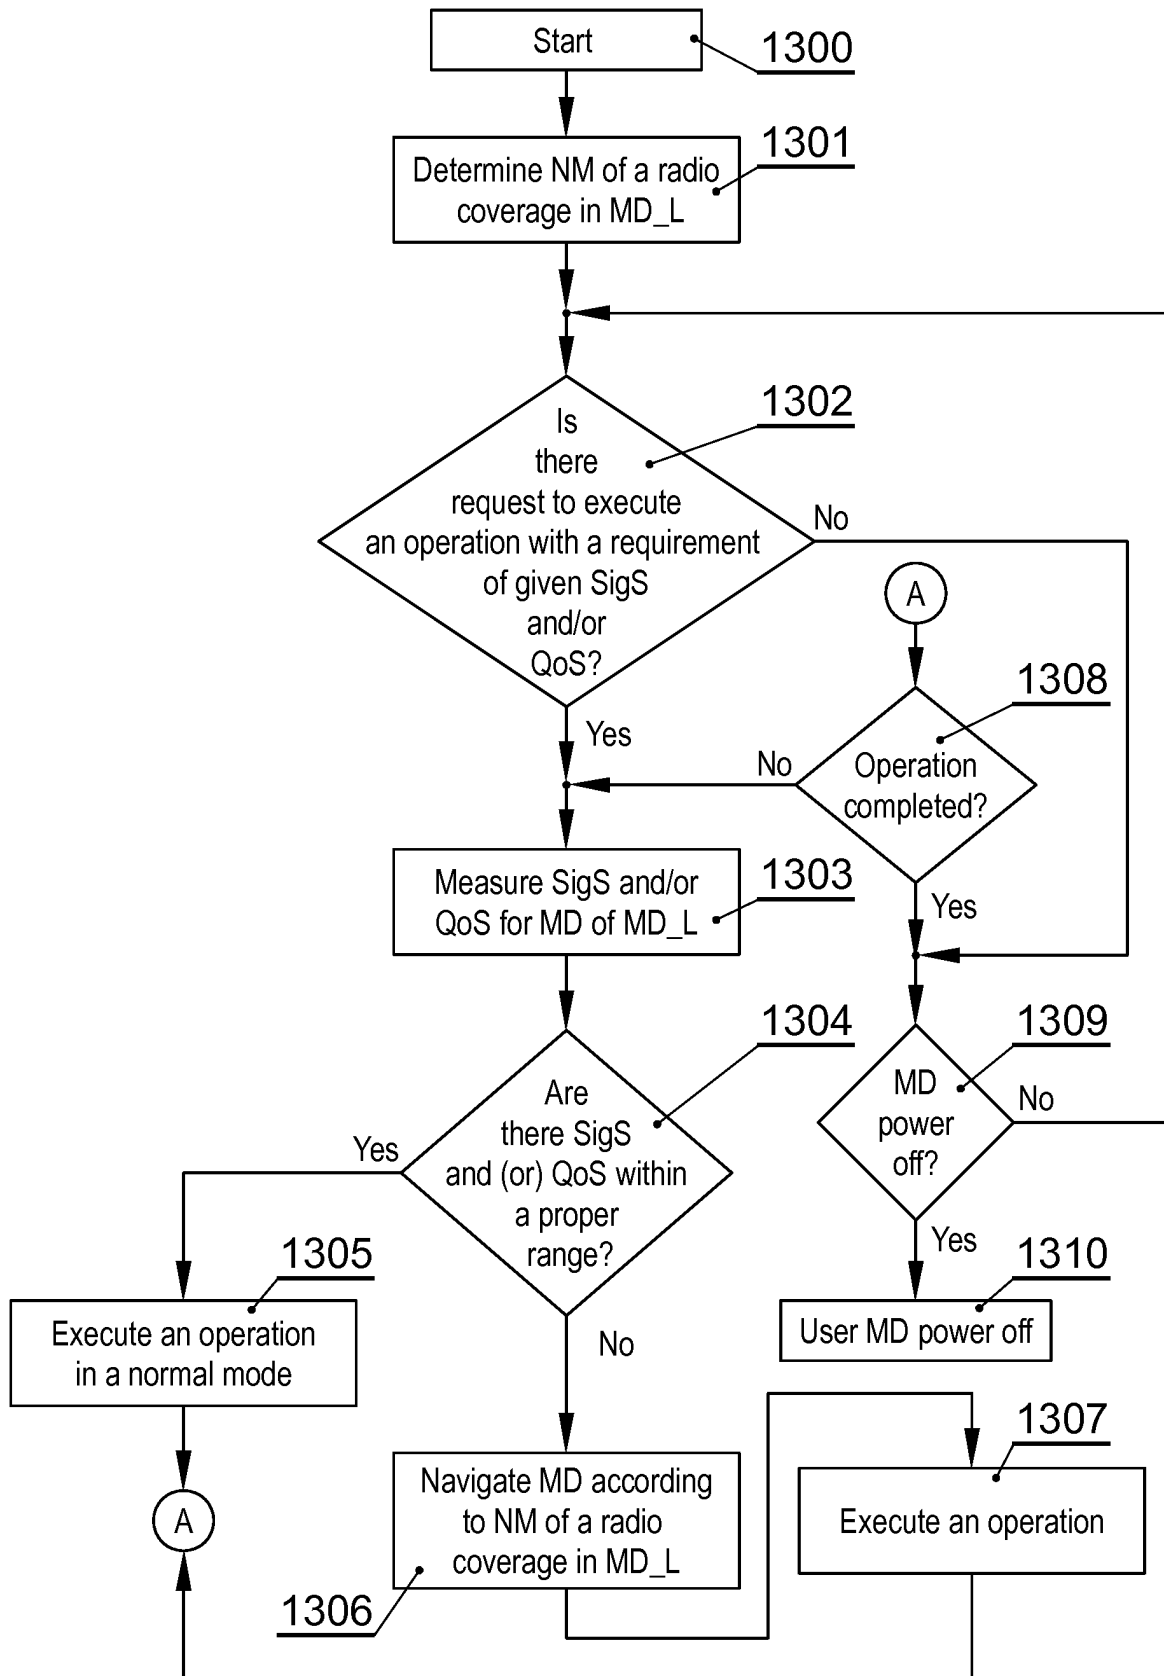 Start
1300
Determine NM of a radio
coverage in MD_L
1301
Is
there
request to execute
an operation with a requirement
of given SigS
and/or
QoS?
1302
No
Yes
A
1308
Operation
completed?
No
Yes
Measure SigS and/or
QoS for MD of MD_L
1303
Are
there SigS
and (or) QoS within
a proper
range?
1304
Yes
No
MD
power
off?
1309
No
Yes
1305
Execute an operation
in a normal mode
1310
User MD power off
A
Navigate MD according
to NM of a radio
coverage in MD_L
1306
1307
Execute an operation